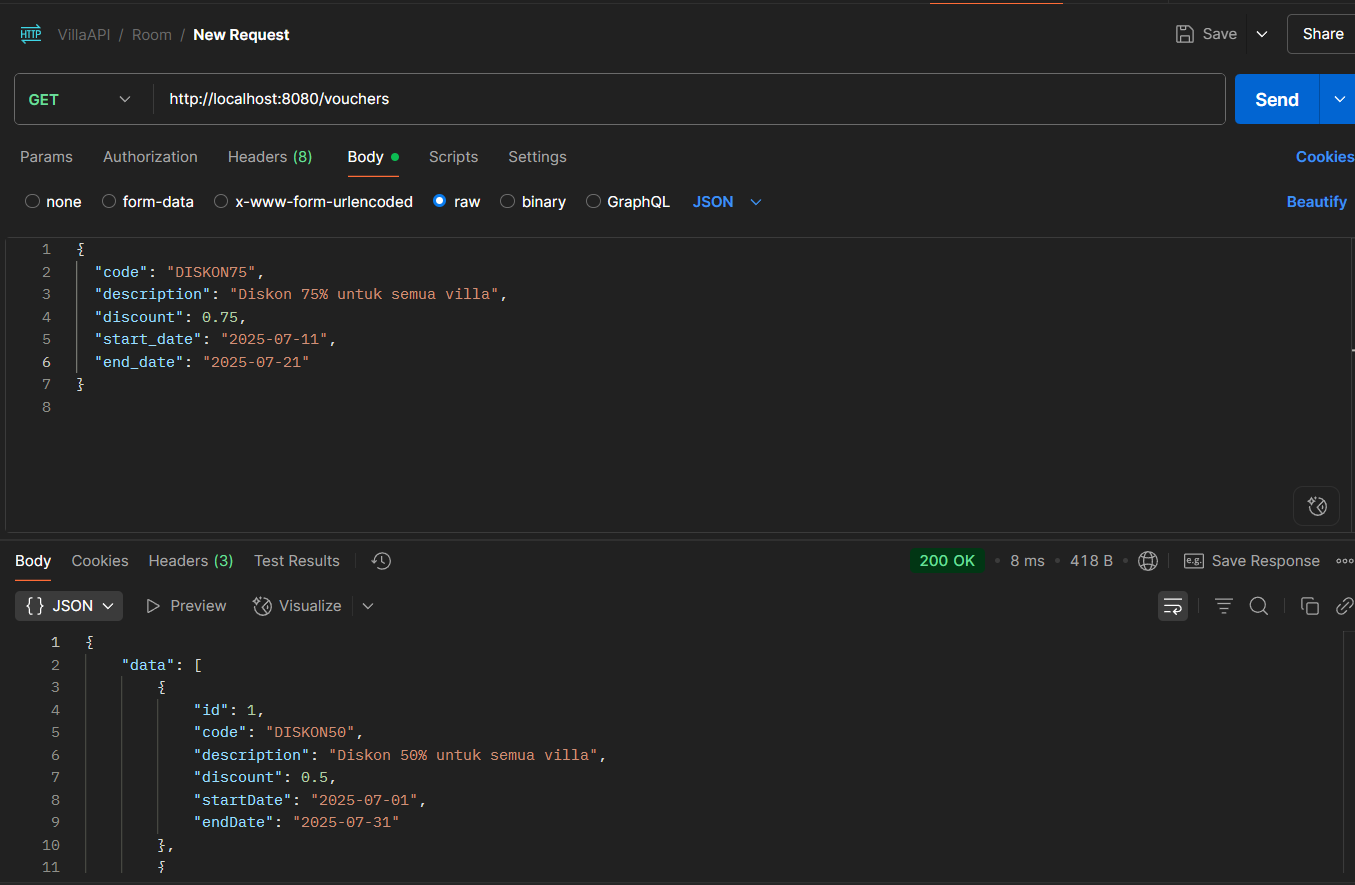 HTTP VillaAPI / Room / New Request Save Share
GET http://localhost:8080/vouchers Send
Params Authorization Headers (8) Body Scripts Settings Cookies
none form-data x-www-form-urlencoded raw binary GraphQL JSON Beautify
1 {
2 "code": "DISKON75",
3 "description": "Diskon 75% untuk semua villa",
4 "discount": 0.75,
5 "start_date": "2025-07-11",
6 "end_date": "2025-07-21"
7 }
8
Body Cookies Headers (3) Test Results 200 OK • 8 ms • 418 B • e.g. Save Response
{} JSON Preview Visualize
1 {
2 "data": [
3 {
4 "id": 1,
5 "code": "DISKON50",
6 "description": "Diskon 50% untuk semua villa",
7 "discount": 0.5,
8 "startDate": "2025-07-01",
9 "endDate": "2025-07-31"
10 },
11 {